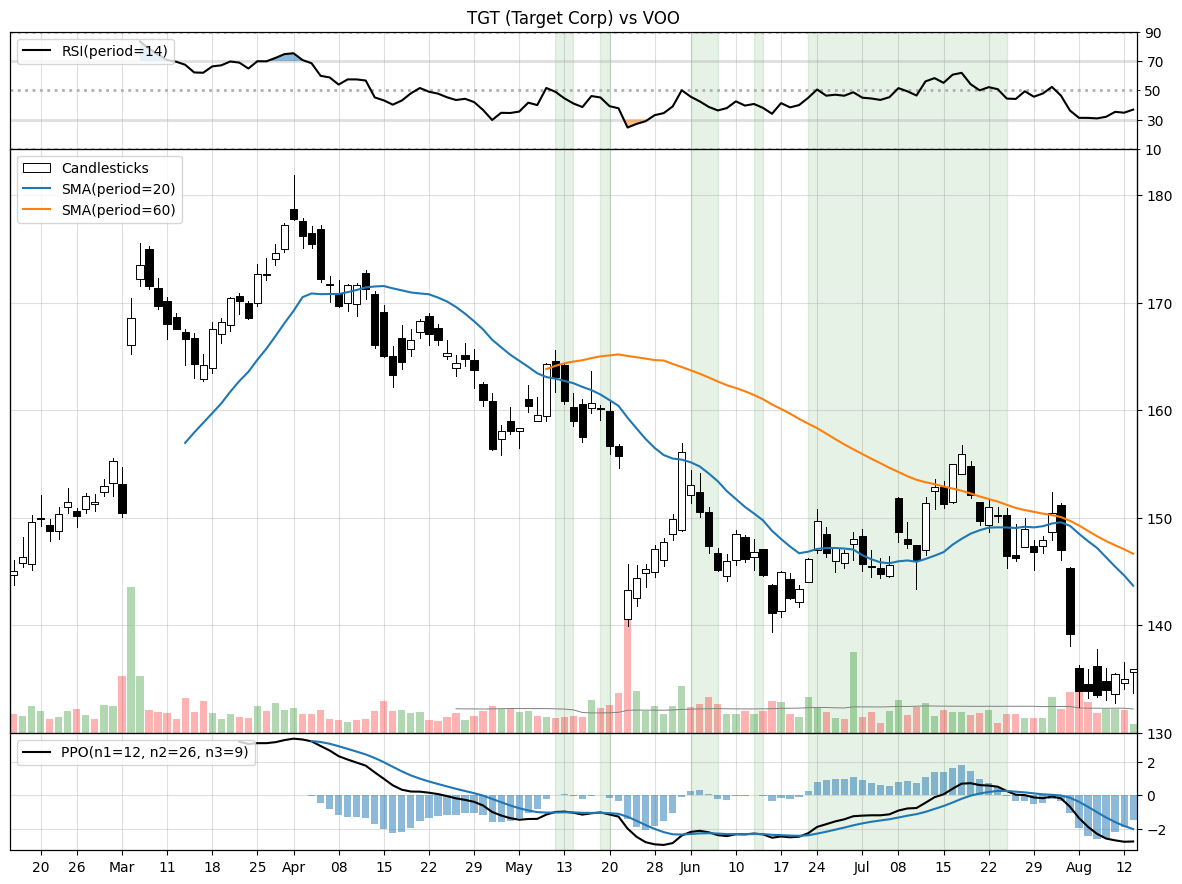 TGT (Target Corp) vs VOO
RSI(period=14)
90
70
50
30
10
Candlesticks
SMA(period=20)
SMA(period=60)
180
170
160
150
140
130
PPO(n1=12, n2=26, n3=9)
2
0
−2
20 26 Mar 11 18 25 Apr 08 15 22 29 May 13 20 28 Jun 10 17 24 Jul 08 15 22 29 Aug 12